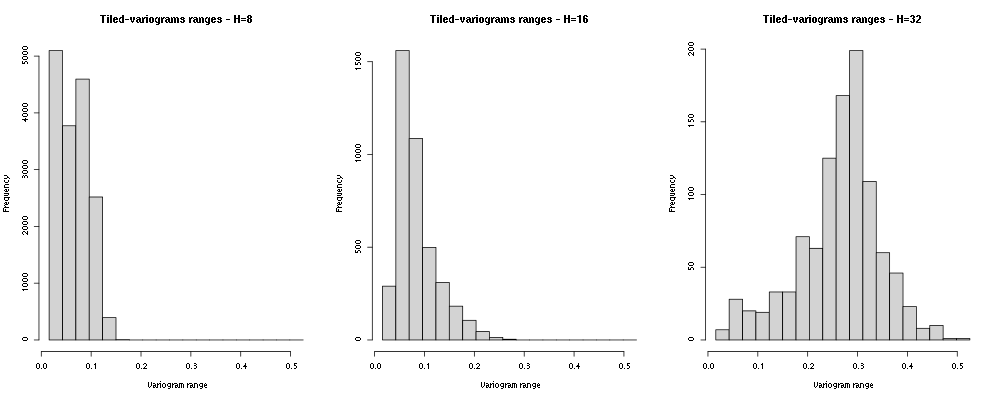 Tiled-variograms ranges - H=8
Frequency
5000
4000
3000
2000
1000
0
0.0 0.1 0.2 0.3 0.4 0.5
Variogram range
Tiled-variograms ranges - H=16
Frequency
1500
1000
500
0
0.0 0.1 0.2 0.3 0.4 0.5
Variogram range
Tiled-variograms ranges - H=32
Frequency
200
150
100
50
0
0.0 0.1 0.2 0.3 0.4 0.5
Variogram range